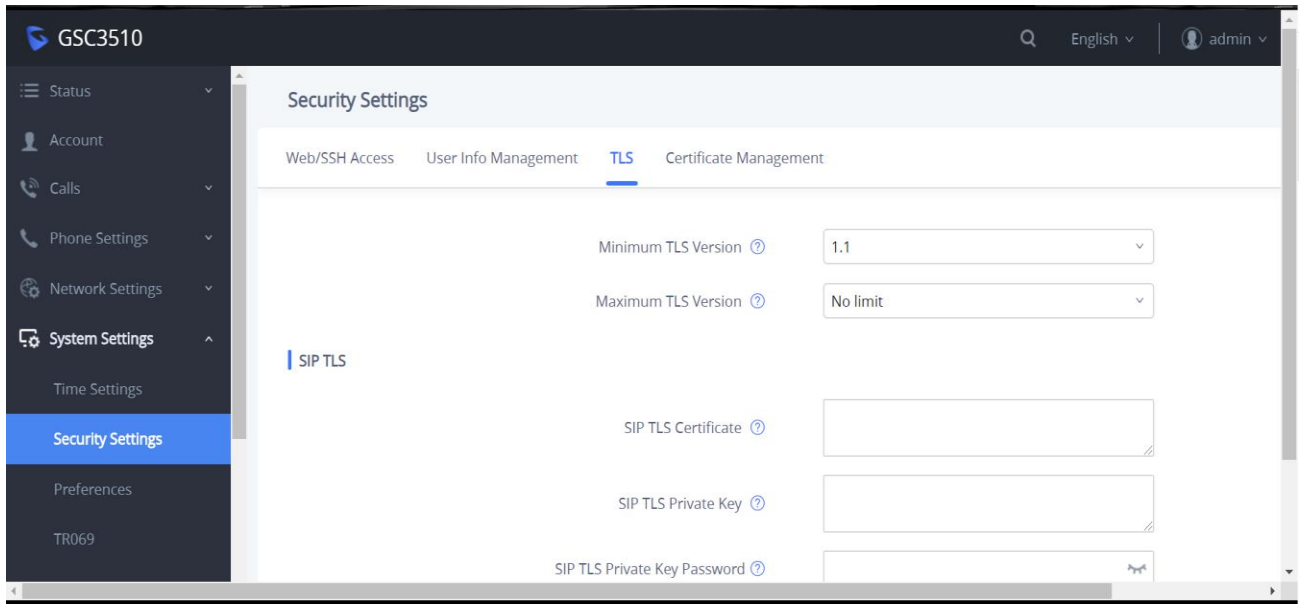 GSC3510
English
admin
Status
Account
Calls
Phone Settings
Network Settings
System Settings
Time Settings
Security Settings
Preferences
TR069
Security Settings
Web/SSH Access User Info Management TLS Certificate Management
Minimum TLS Version ? 1.1
Maximum TLS Version ? No limit
SIP TLS
SIP TLS Certificate ?
SIP TLS Private Key ?
SIP TLS Private Key Password ?